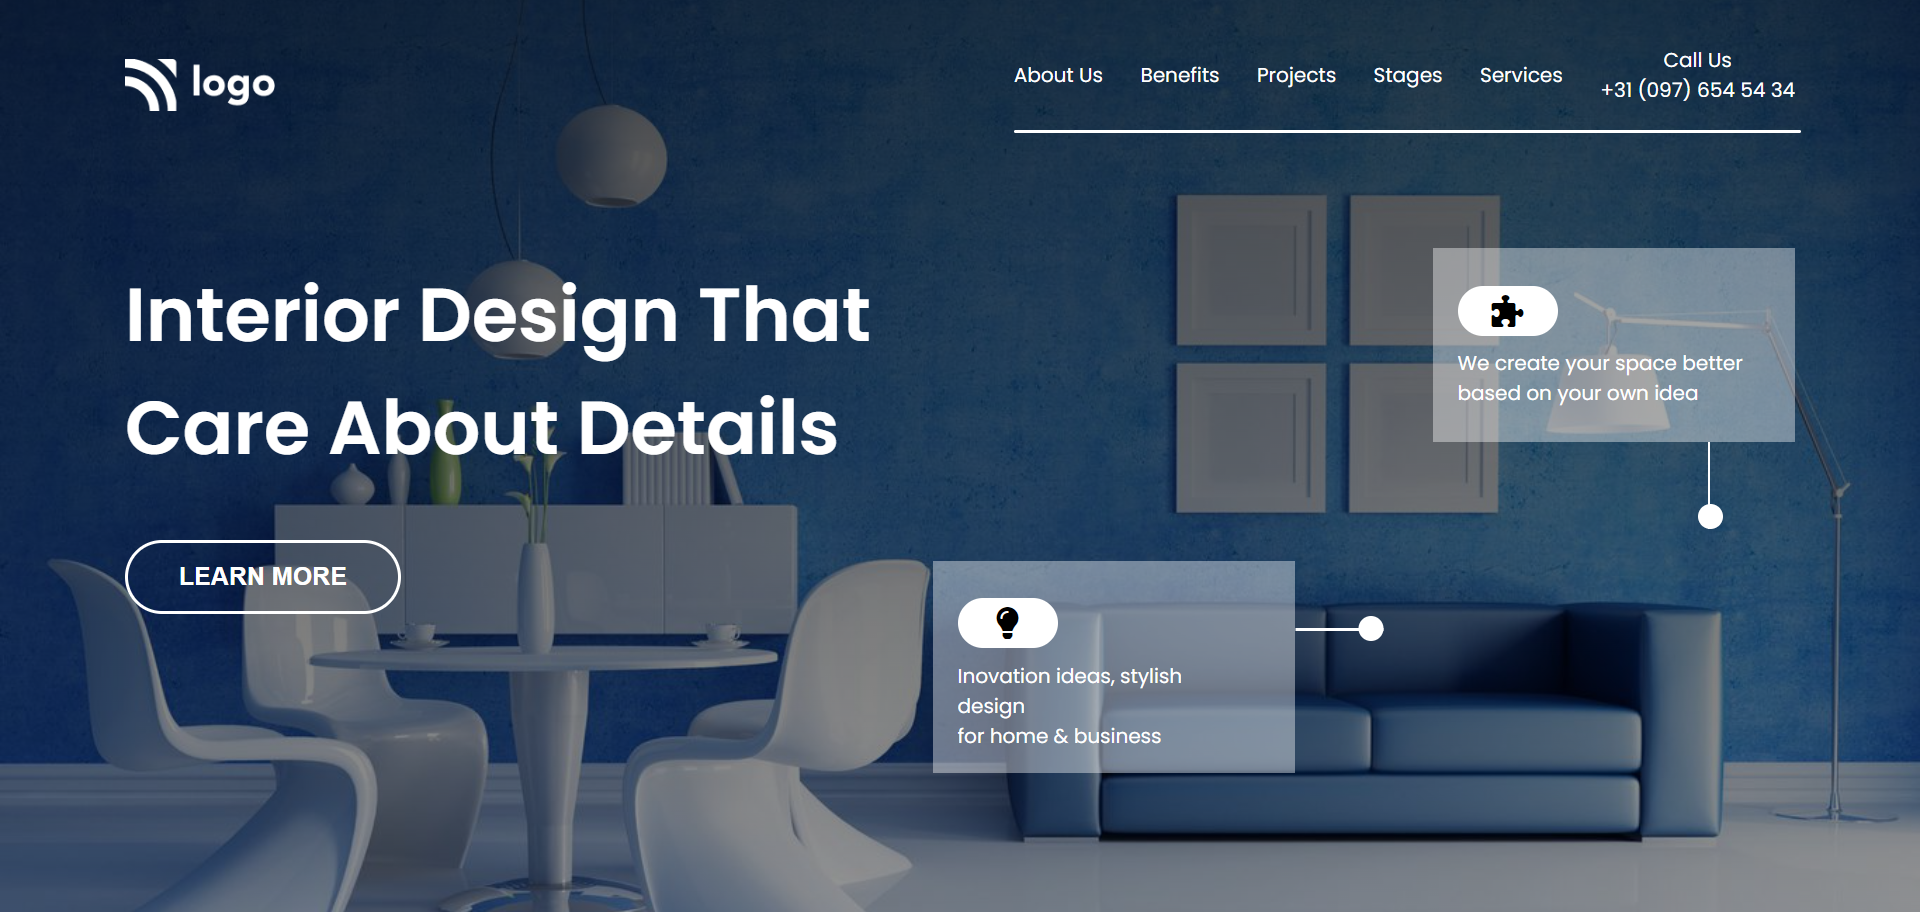 logo
About Us
Benefits
Projects
Stages
Services
Call Us
+31 (097) 654 54 34
Interior Design That
Care About Details
LEARN MORE
We create your space better
based on your own idea
Inovation ideas, stylish
design
for home & business